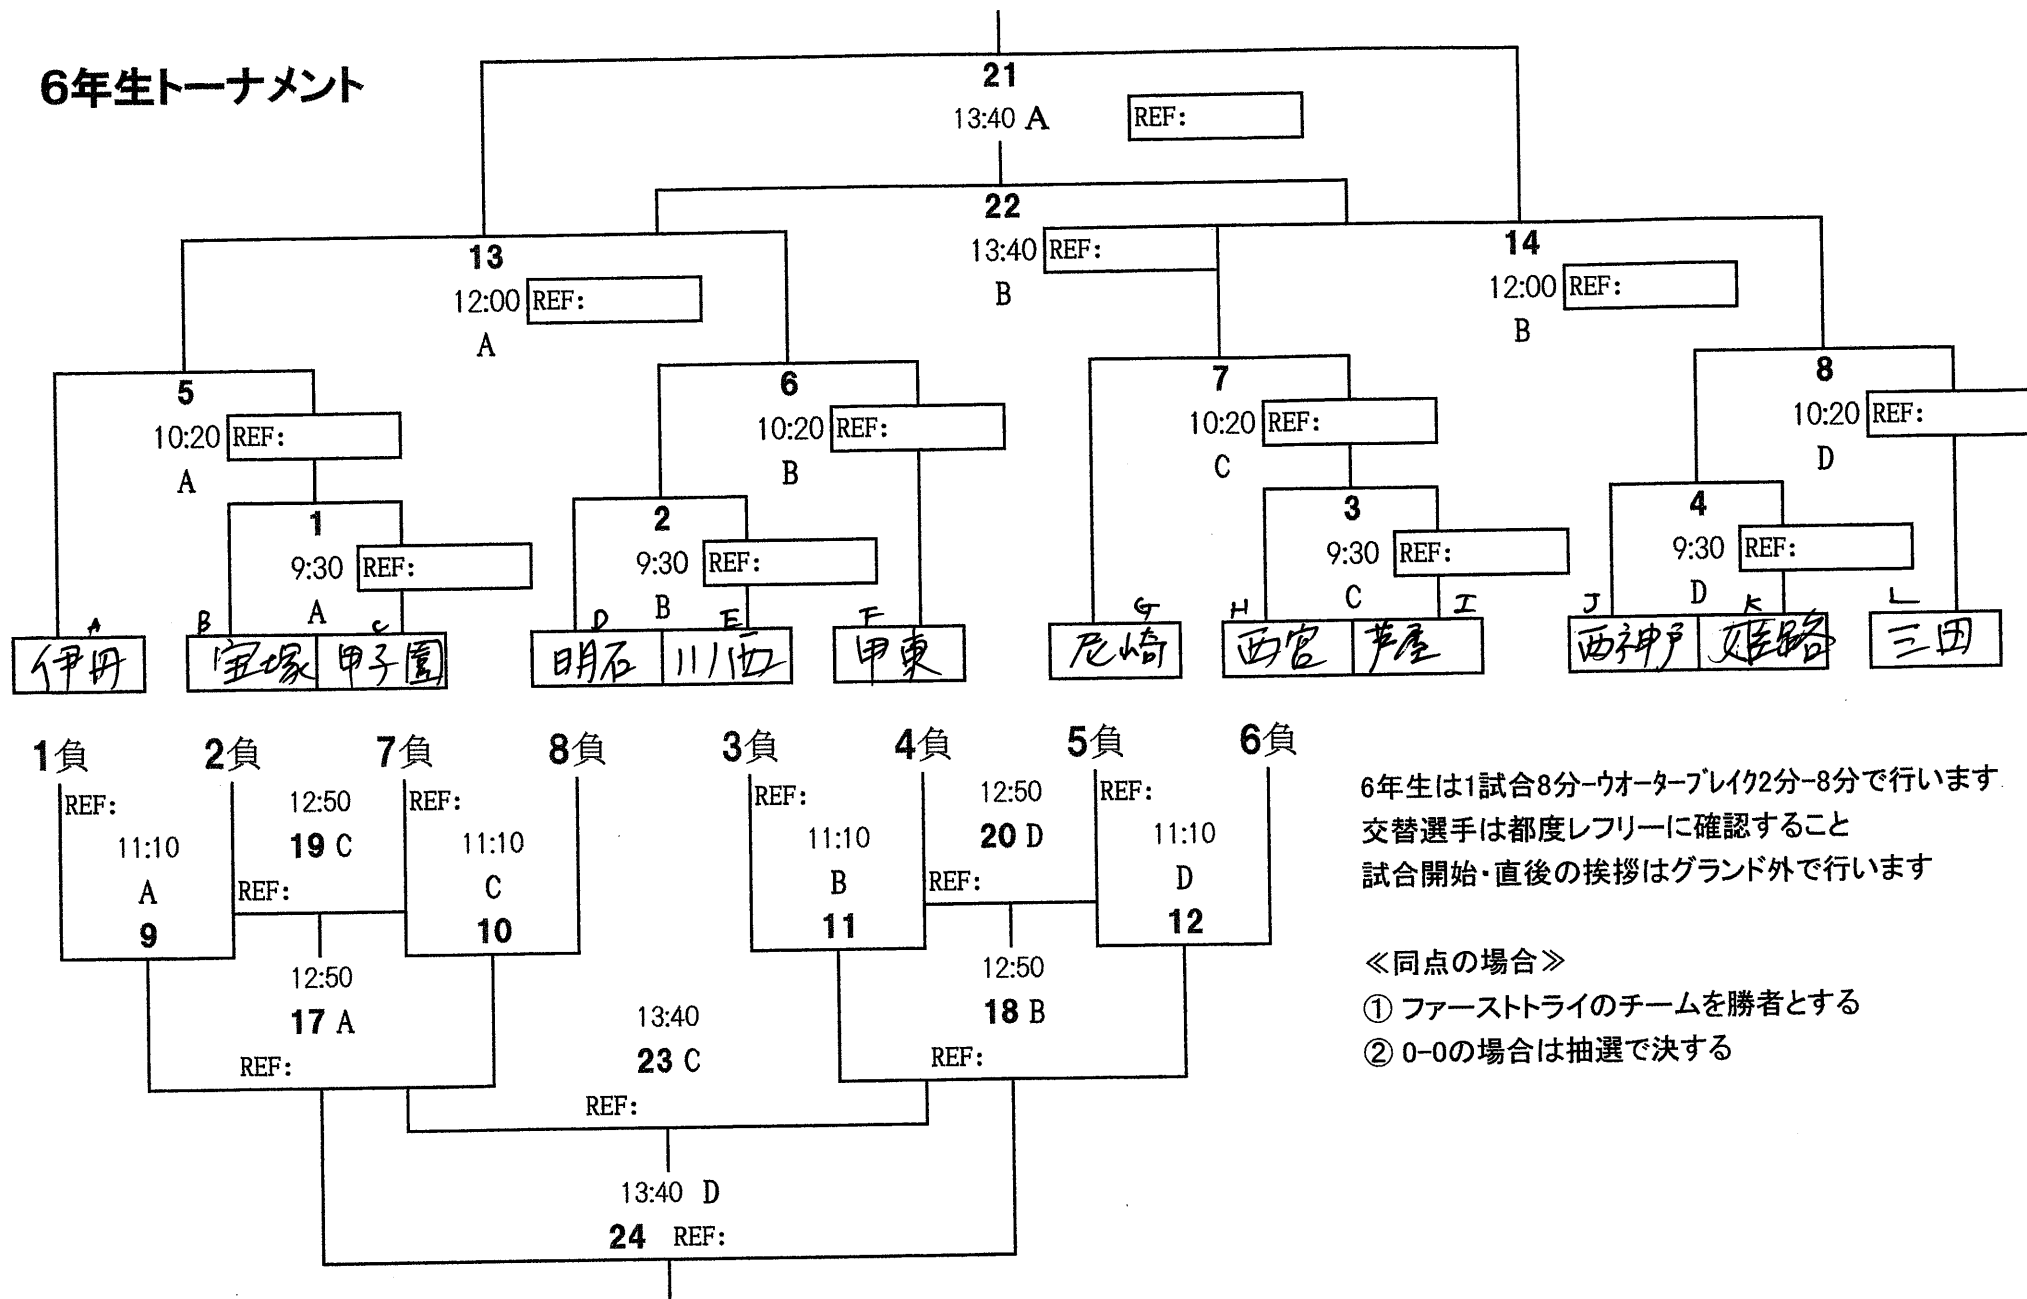 6年生トーナメント
21
13:40 A REF:
22
13:40 REF:
B
13
12:00 REF:
A
14
12:00 REF:
B
5
10:20 REF:
A
6
10:20 REF:
B
7
10:20 REF:
C
8
10:20 REF:
D
1
9:30 REF:
A
2
9:30 REF:
B
3
9:30 REF:
C
4
9:30 REF:
D
A B C D E F G H I J K L
伊丹 宝塚 甲子園 明石 川西 甲東 尼崎 西宮 芦屋 西神戸 姫路 三田
1負 2負 7負 8負 3負 4負 5負 6負
REF:
11:10
A
9
12:50
19 C
REF:
REF:
11:10
C
10
REF:
11:10
B
11
12:50
20 D
REF:
REF:
11:10
D
12
12:50
17 A
REF:
12:50
18 B
REF:
13:40
23 C
REF:
13:40 D
24 REF:
6年生は1試合8分-ウオーターブレイク2分-8分で行います
交替選手は都度レフリーに確認すること
試合開始・直後の挨拶はグランド外で行います
≪同点の場合≫
① ファーストトライのチームを勝者とする
② 0-0の場合は抽選で決する